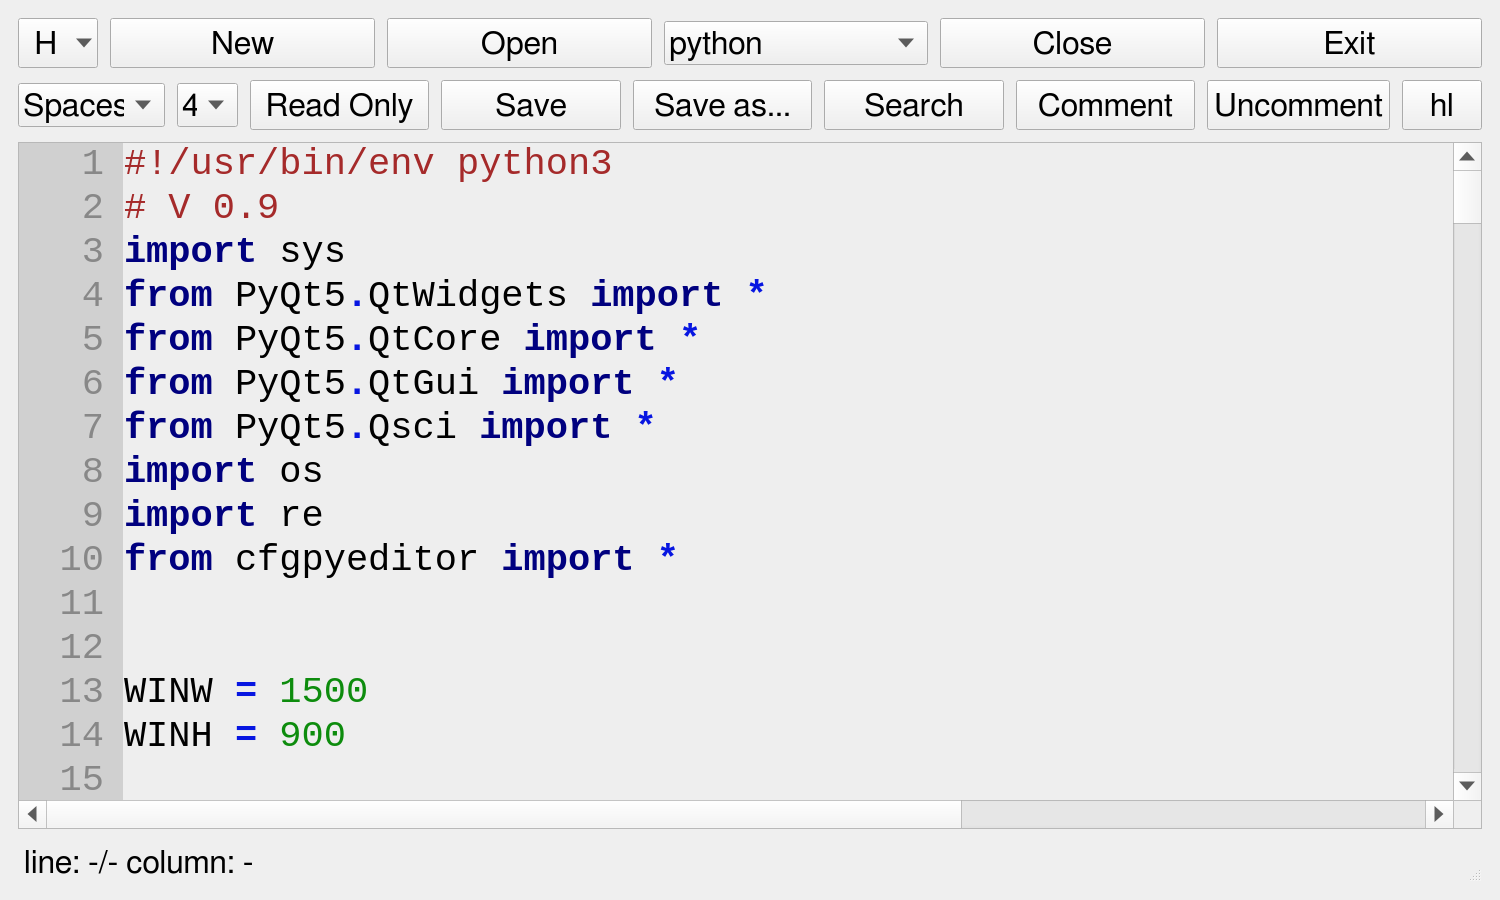 H New Open python Close Exit
Spaces 4 Read Only Save Save as... Search Comment Uncomment hl
1 #!/usr/bin/env python3
2 # V 0.9
3 import sys
4 from PyQt5.QtWidgets import *
5 from PyQt5.QtCore import *
6 from PyQt5.QtGui import *
7 from PyQt5.Qsci import *
8 import os
9 import re
10 from cfgpyeditor import *
11
12
13 WINW = 1500
14 WINH = 900
15
line: -/- column: -